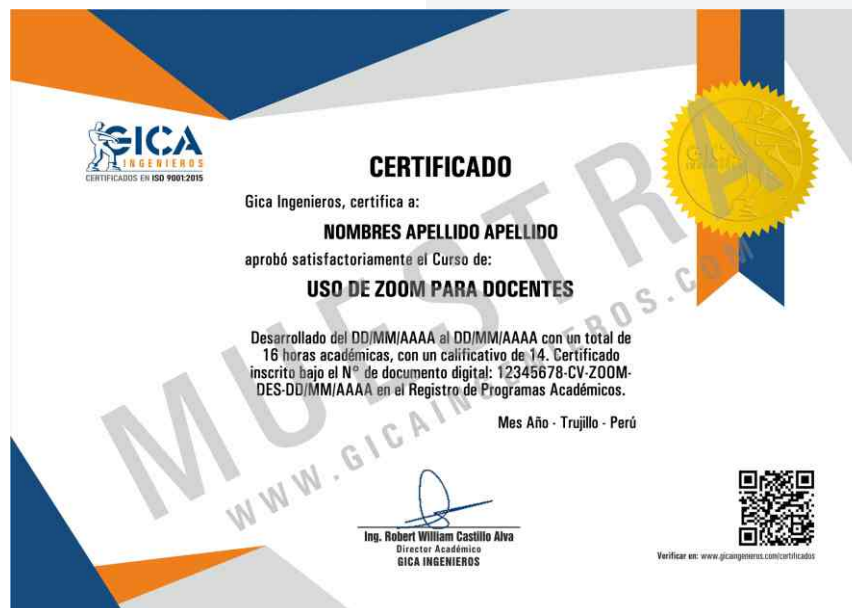 GICA
INGENIEROS
CERTIFICADOS EN ISO 9001:2015
CERTIFICADO
Gica Ingenieros, certifica a:
NOMBRES APELLIDO APELLIDO
aprobó satisfactoriamente el Curso de:
USO DE ZOOM PARA DOCENTES
Desarrollado del DD/MM/AAAA al DD/MM/AAAA con un total de
16 horas académicas, con un calificativo de 14. Certificado
inscrito bajo el N° de documento digital: 12345678-CV-ZOOM-
DES-DD/MM/AAAA en el Registro de Programas Académicos.
Mes Año - Trujillo - Perú
MUESTRA
WWW.GICAINGENIEROS.COM
Ing. Robert William Castillo Alva
Director Académico
GICA INGENIEROS
Verificar en: www.gicaingenieros.com/certificados